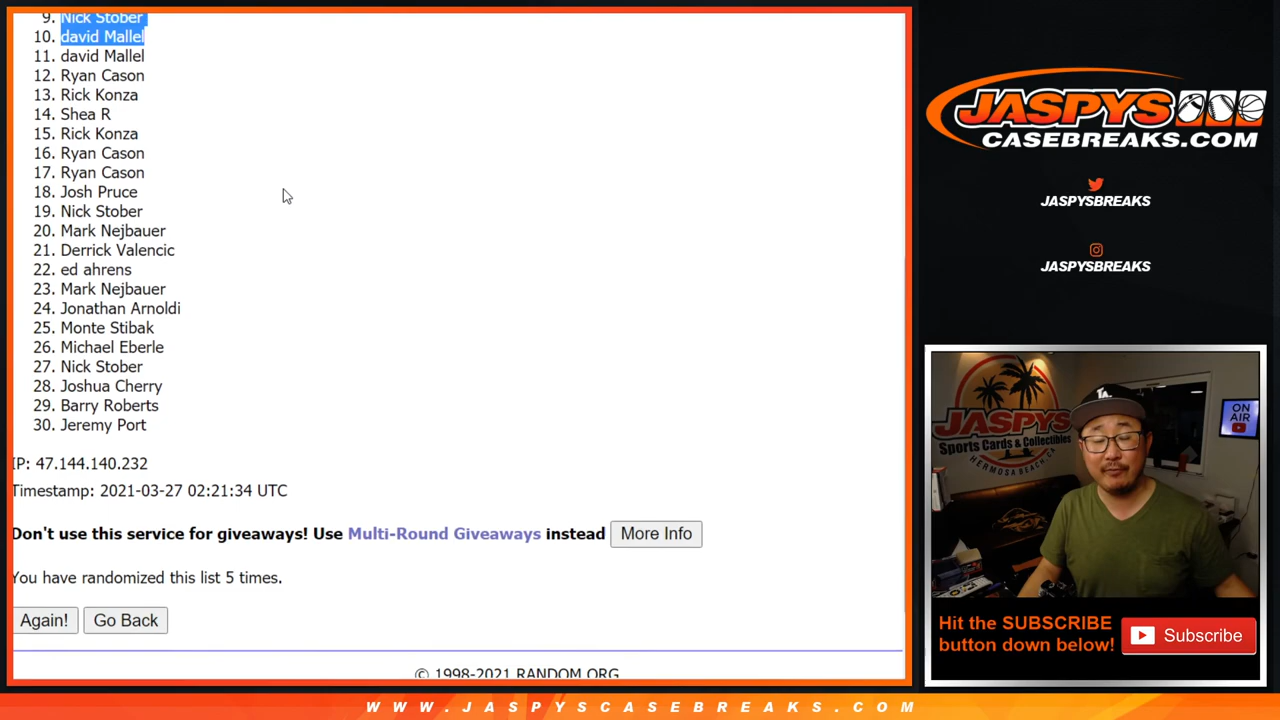 9. Nick Stober
10. david Mallel
11. david Mallel
12. Ryan Cason
13. Rick Konza
14. Shea R
15. Rick Konza
16. Ryan Cason
17. Ryan Cason
18. Josh Pruce
19. Nick Stober
20. Mark Nejbauer
21. Derrick Valencic
22. ed ahrens
23. Mark Nejbauer
24. Jonathan Arnoldi
25. Monte Stibak
26. Michael Eberle
27. Nick Stober
28. Joshua Cherry
29. Barry Roberts
30. Jeremy Port
IP: 47.144.140.232
Timestamp: 2021-03-27 02:21:34 UTC
Don't use this service for giveaways! Use Multi-Round Giveaways instead More Info
You have randomized this list 5 times.
Again! Go Back
© 1998-2021 RANDOM.ORG
JASPYS
CASEBREAKS.COM
JASPYSBREAKS
JASPYSBREAKS
JASPYS
Sports Cards & Collectibles
HERMOSA BEACH, CA
LA
ON
AIR
Hit the SUBSCRIBE
button down below!
Subscribe
WWW.JASPYSCASEBREAKS.COM